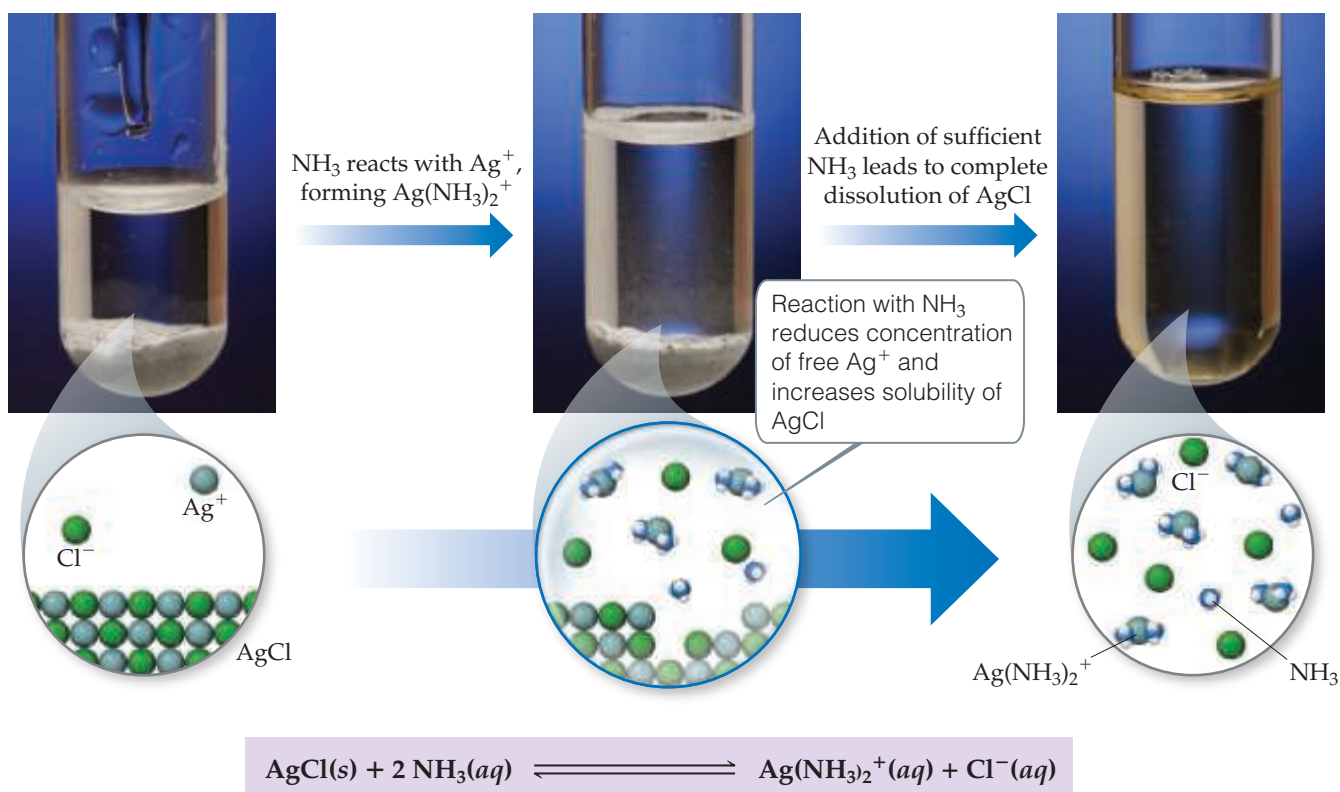 NH₃ reacts with Ag⁺,
forming Ag(NH₃)₂⁺
Addition of sufficient
NH₃ leads to complete
dissolution of AgCl
Reaction with NH₃
reduces concentration
of free Ag⁺ and
increases solubility of
AgCl
Ag⁺
Cl⁻
AgCl
Cl⁻
Ag(NH₃)₂⁺
NH₃
AgCl(s) + 2 NH₃(aq) ⇌ Ag(NH₃)₂⁺(aq) + Cl⁻(aq)